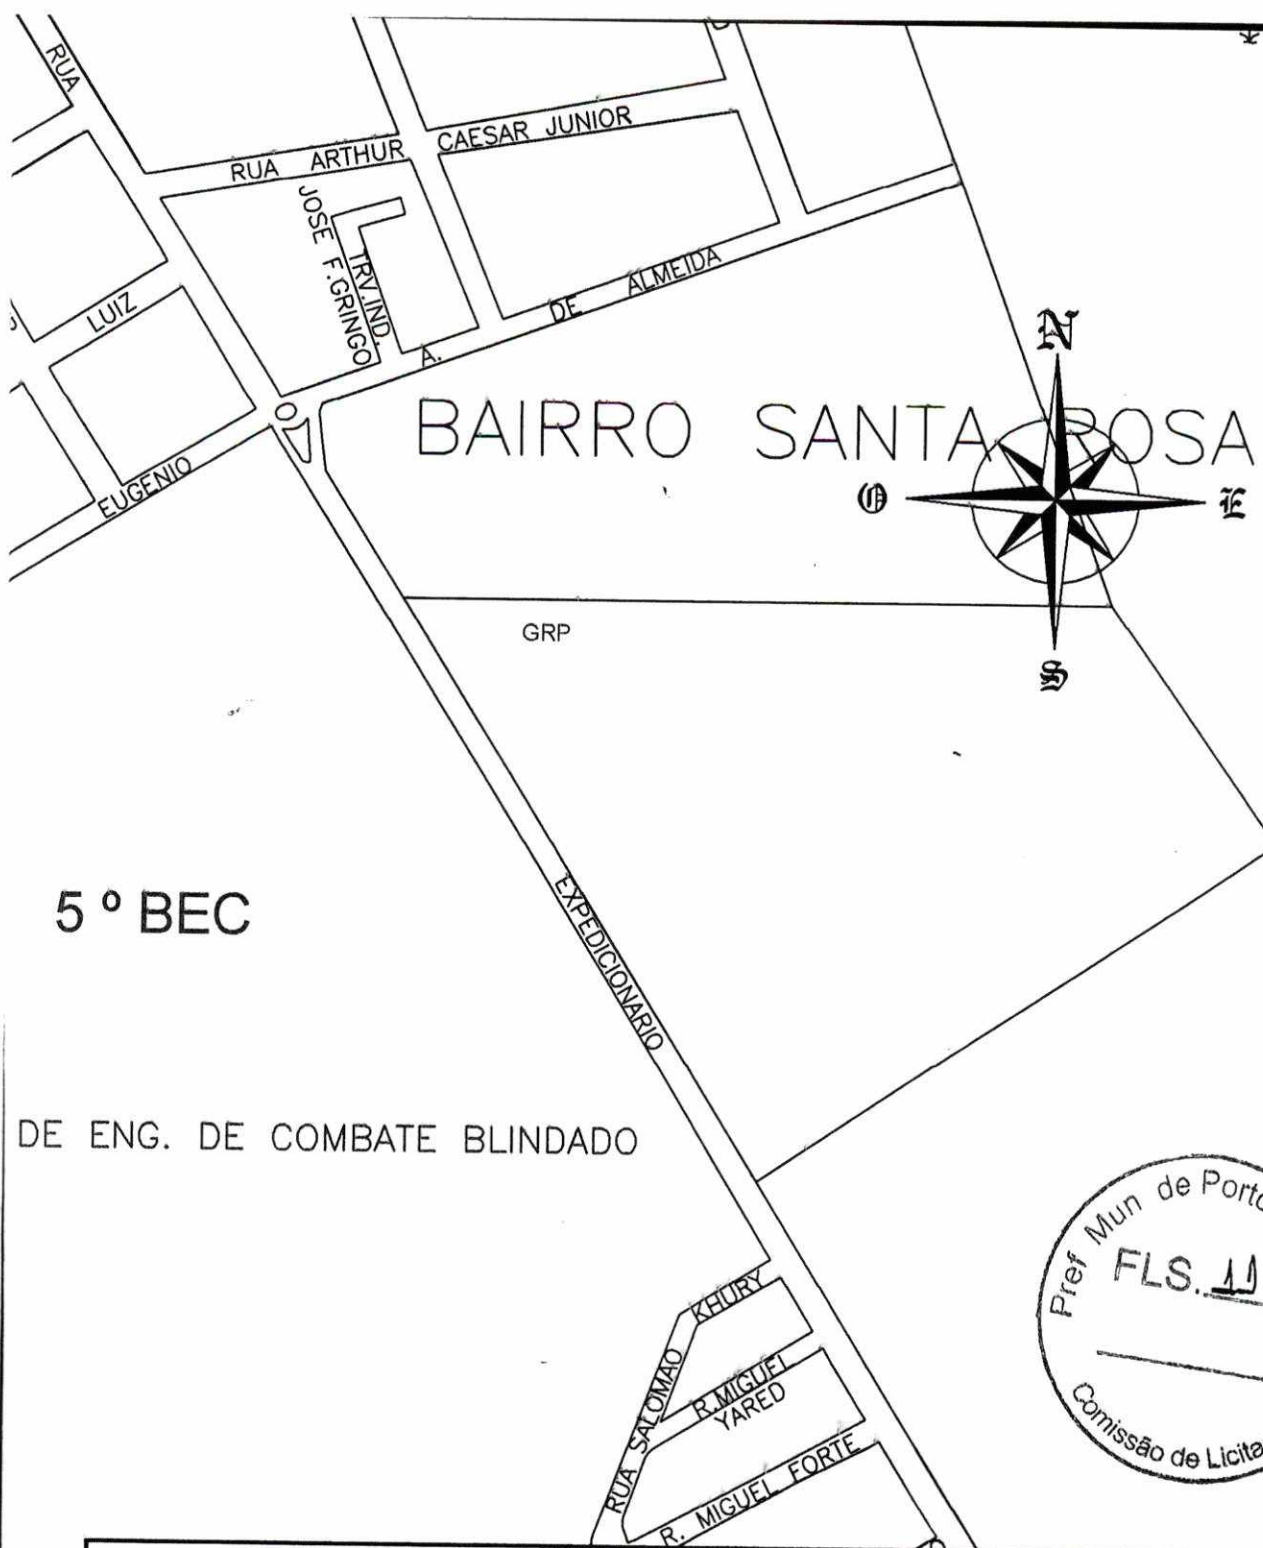 RUA
RUA ARTHUR CAESAR JUNIOR
JOSE F.GRINGO
TRV.IND.
LUIZ
EUGENIO
A. DE ALMEIDA
N
BAIRRO SANTA ROSA
O
E
S
GRP
5 º BEC
EXPEDICIONARIO
DE ENG. DE COMBATE BLINDADO
Pref Mun de Porto
FLS. 11
Comissão de Licita
RUA SALOMAO KHURY
R.MIGUEL
YARED
R. MIGUEL FORTE